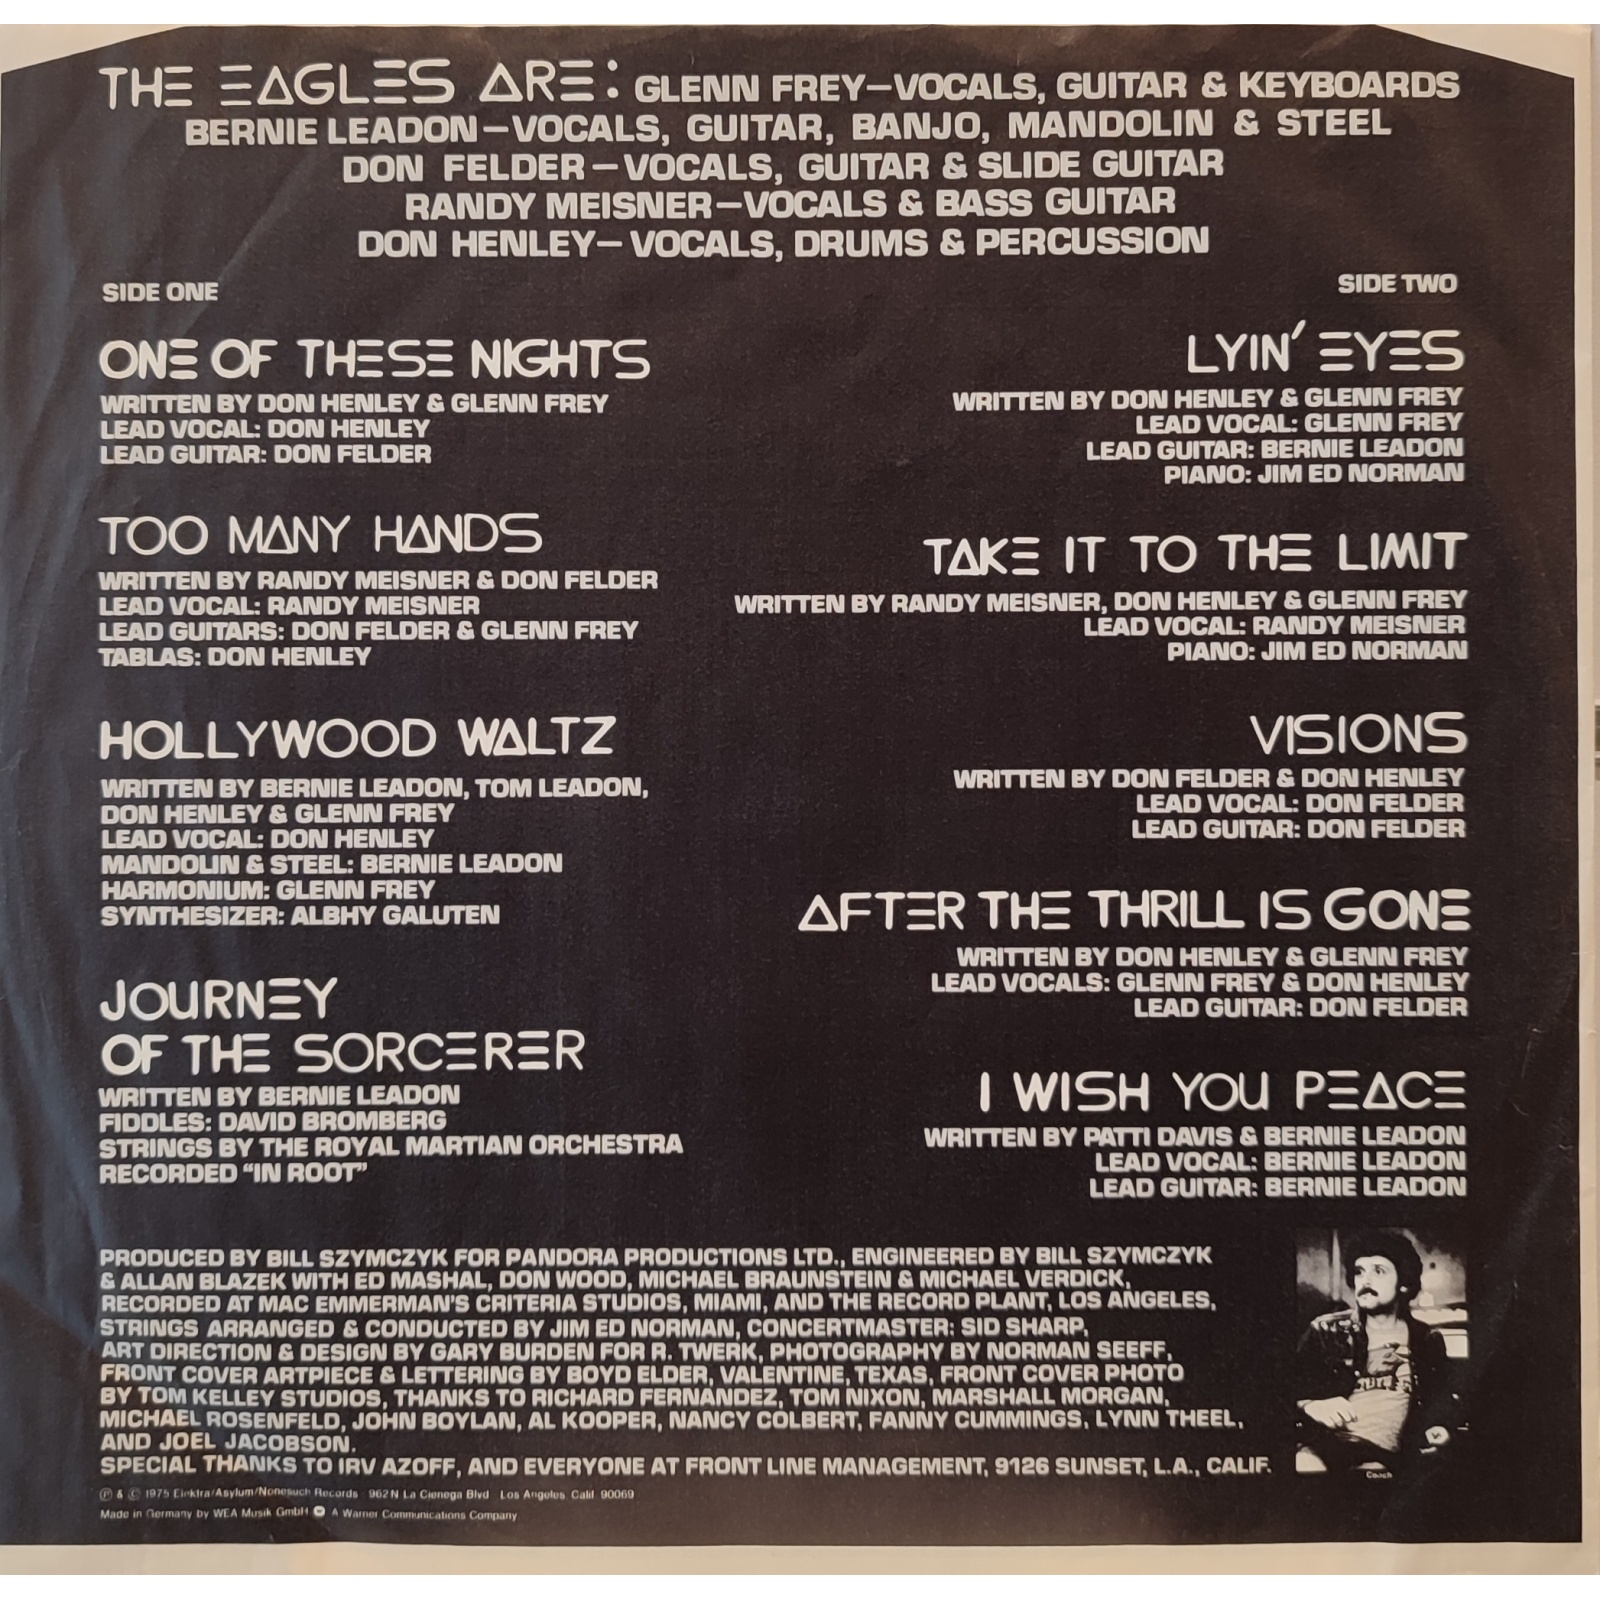 THE EAGLES ARE: GLENN FREY—VOCALS, GUITAR & KEYBOARDS
BERNIE LEADON—VOCALS, GUITAR, BANJO, MANDOLIN & STEEL
DON FELDER—VOCALS, GUITAR & SLIDE GUITAR
RANDY MEISNER—VOCALS & BASS GUITAR
DON HENLEY—VOCALS, DRUMS & PERCUSSION
SIDE ONE
ONE OF THESE NIGHTS
WRITTEN BY DON HENLEY & GLENN FREY
LEAD VOCAL: DON HENLEY
LEAD GUITAR: DON FELDER
TOO MANY HANDS
WRITTEN BY RANDY MEISNER & DON FELDER
LEAD VOCAL: RANDY MEISNER
LEAD GUITARS: DON FELDER & GLENN FREY
TABLAS: DON HENLEY
HOLLYWOOD WALTZ
WRITTEN BY BERNIE LEADON, TOM LEADON,
DON HENLEY & GLENN FREY
LEAD VOCAL: DON HENLEY
MANDOLIN & STEEL: BERNIE LEADON
HARMONIUM: GLENN FREY
SYNTHESIZER: ALBHY GALUTEN
JOURNEY
OF THE SORCERER
WRITTEN BY BERNIE LEADON
FIDDLES: DAVID BROMBERG
STRINGS BY THE ROYAL MARTIAN ORCHESTRA
RECORDED “IN ROOT”
SIDE TWO
LYIN' EYES
WRITTEN BY DON HENLEY & GLENN FREY
LEAD VOCAL: GLENN FREY
LEAD GUITAR: BERNIE LEADON
PIANO: JIM ED NORMAN
TAKE IT TO THE LIMIT
WRITTEN BY RANDY MEISNER, DON HENLEY & GLENN FREY
LEAD VOCAL: RANDY MEISNER
PIANO: JIM ED NORMAN
VISIONS
WRITTEN BY DON FELDER & DON HENLEY
LEAD VOCAL: DON FELDER
LEAD GUITAR: DON FELDER
AFTER THE THRILL IS GONE
WRITTEN BY DON HENLEY & GLENN FREY
LEAD VOCALS: GLENN FREY & DON HENLEY
LEAD GUITAR: DON FELDER
I WISH YOU PEACE
WRITTEN BY PATTI DAVIS & BERNIE LEADON
LEAD VOCAL: BERNIE LEADON
LEAD GUITAR: BERNIE LEADON
PRODUCED BY BILL SZYMCZYK FOR PANDORA PRODUCTIONS LTD., ENGINEERED BY BILL SZYMCZYK
& ALLAN BLAZEK WITH ED MASHAL, DON WOOD, MICHAEL BRAUNSTEIN & MICHAEL VERDICK,
RECORDED AT MAC EMMERMAN'S CRITERIA STUDIOS, MIAMI, AND THE RECORD PLANT, LOS ANGELES,
STRINGS ARRANGED & CONDUCTED BY JIM ED NORMAN, CONCERTMASTER: SID SHARP,
ART DIRECTION & DESIGN BY GARY BURDEN FOR R. TWERK, PHOTOGRAPHY BY NORMAN SEEFF,
FRONT COVER ARTPIECE & LETTERING BY BOYD ELDER, VALENTINE, TEXAS, FRONT COVER PHOTO
BY TOM KELLEY STUDIOS, THANKS TO RICHARD FERNANDEZ, TOM NIXON, MARSHALL MORGAN,
MICHAEL ROSENFELD, JOHN BOYLAN, AL KOOPER, NANCY COLBERT, FANNY CUMMINGS, LYNN THEEL,
AND JOEL JACOBSON.
SPECIAL THANKS TO IRV AZOFF, AND EVERYONE AT FRONT LINE MANAGEMENT, 9126 SUNSET, L.A., CALIF.
Coach
℗ & © 1975 Elektra/Asylum/Nonesuch Records · 962 N La Cienega Blvd · Los Angeles Calif. 90069
Made in Germany by WEA Musik GmbH A Warner Communications Company